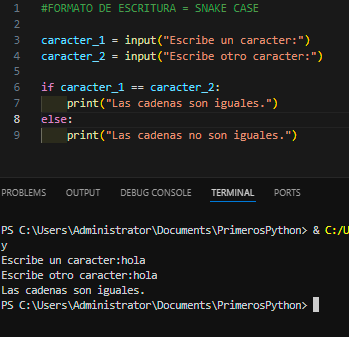 1 #FORMATO DE ESCRITURA = SNAKE CASE
2
3 caracter_1 = input("Escribe un caracter:")
4 caracter_2 = input("Escribe otro caracter:")
5
6 if caracter_1 == caracter_2:
7     print("Las cadenas son iguales.")
8 else:
9     print("Las cadenas no son iguales.")
PROBLEMS OUTPUT DEBUG CONSOLE TERMINAL PORTS
PS C:\Users\Administrator\Documents\PrimerosPython> & C:/U
y
Escribe un caracter:hola
Escribe otro caracter:hola
Las cadenas son iguales.
PS C:\Users\Administrator\Documents\PrimerosPython>